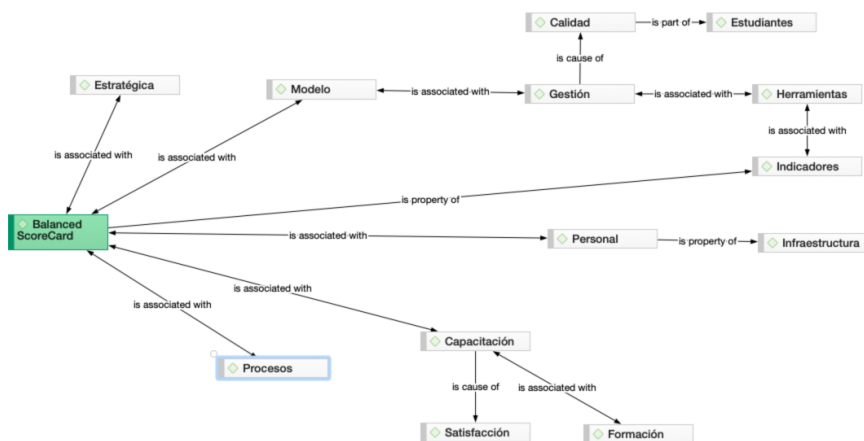 Calidad
is part of
Estudiantes
is cause of
Estratégica
Modelo
is associated with
Gestión
is associated with
Herramientas
is associated with
is associated with
is associated with
Indicadores
is property of
Balanced
ScoreCard
is associated with
Personal
is property of
Infraestructura
is associated with
is associated with
Capacitación
Procesos
is cause of
is associated with
Satisfacción
Formación